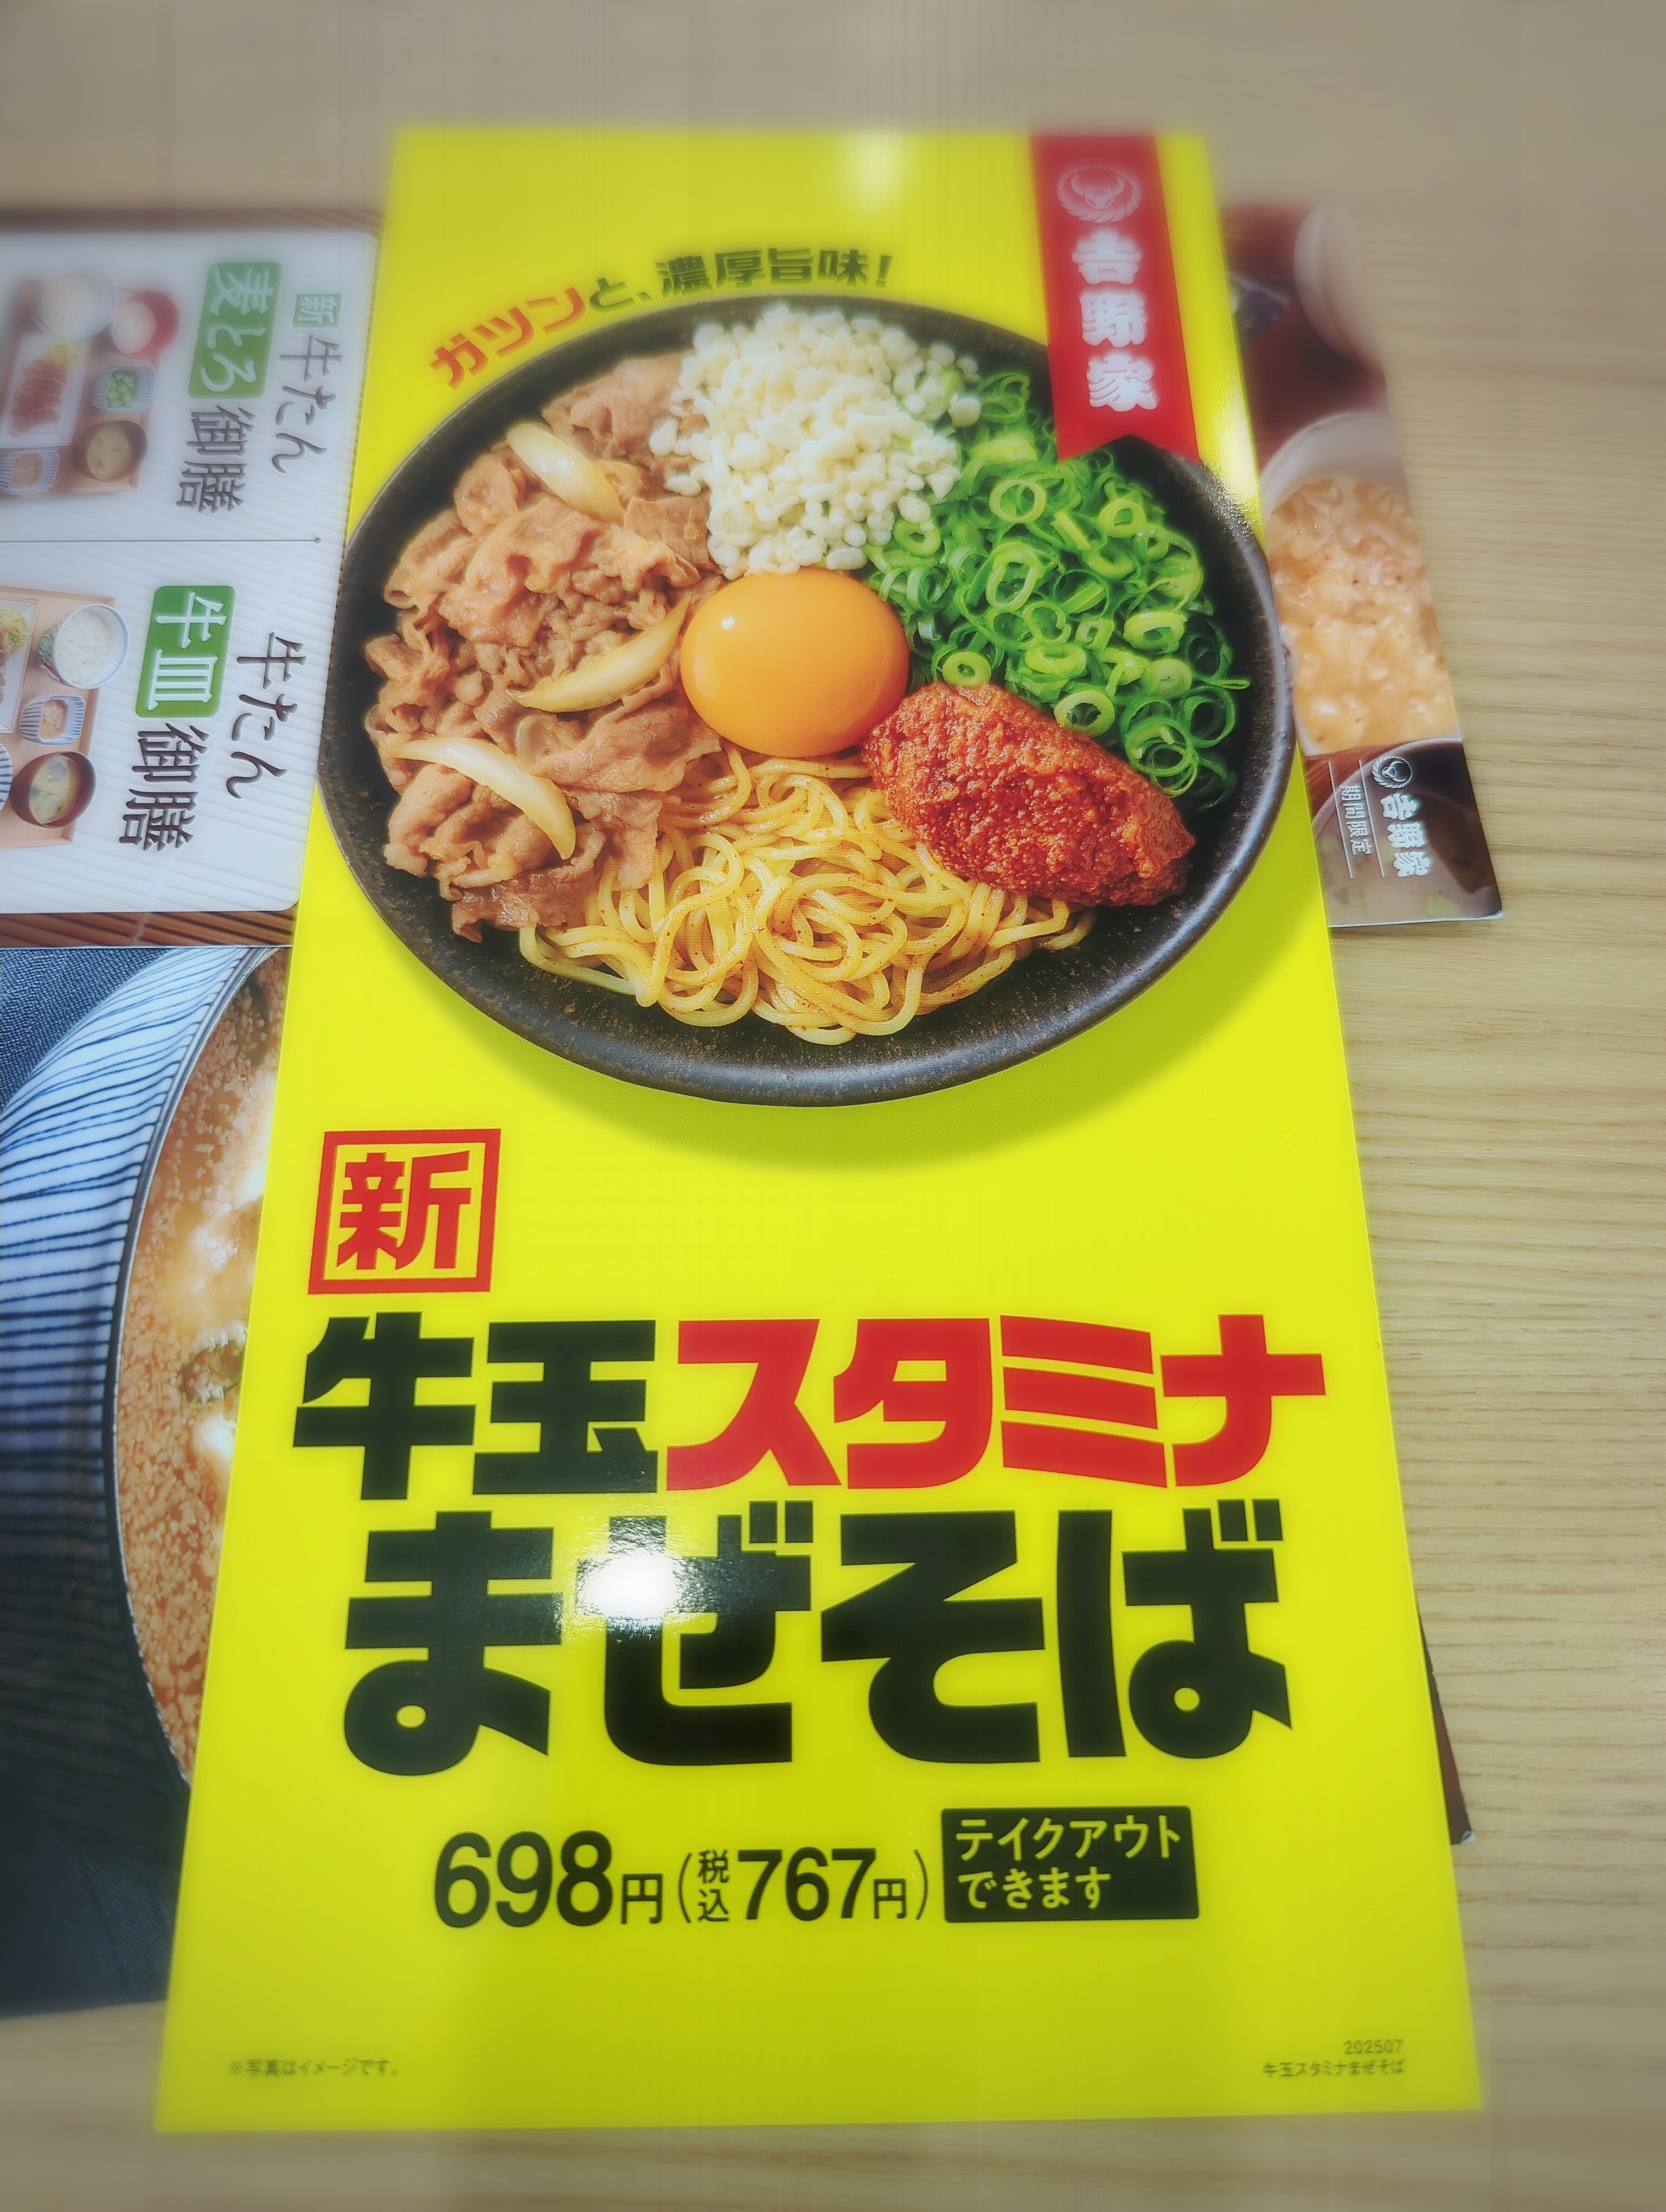 吉野家
ガツンと、濃厚旨味!
新
牛玉スタミナ
まぜそば
698円(税込767円)
テイクアウト
できます
※写真はイメージです。
202507
牛玉スタミナまぜそば
新 牛たん
麦とろ御膳
牛たん
牛皿御膳
吉野家
期間限定